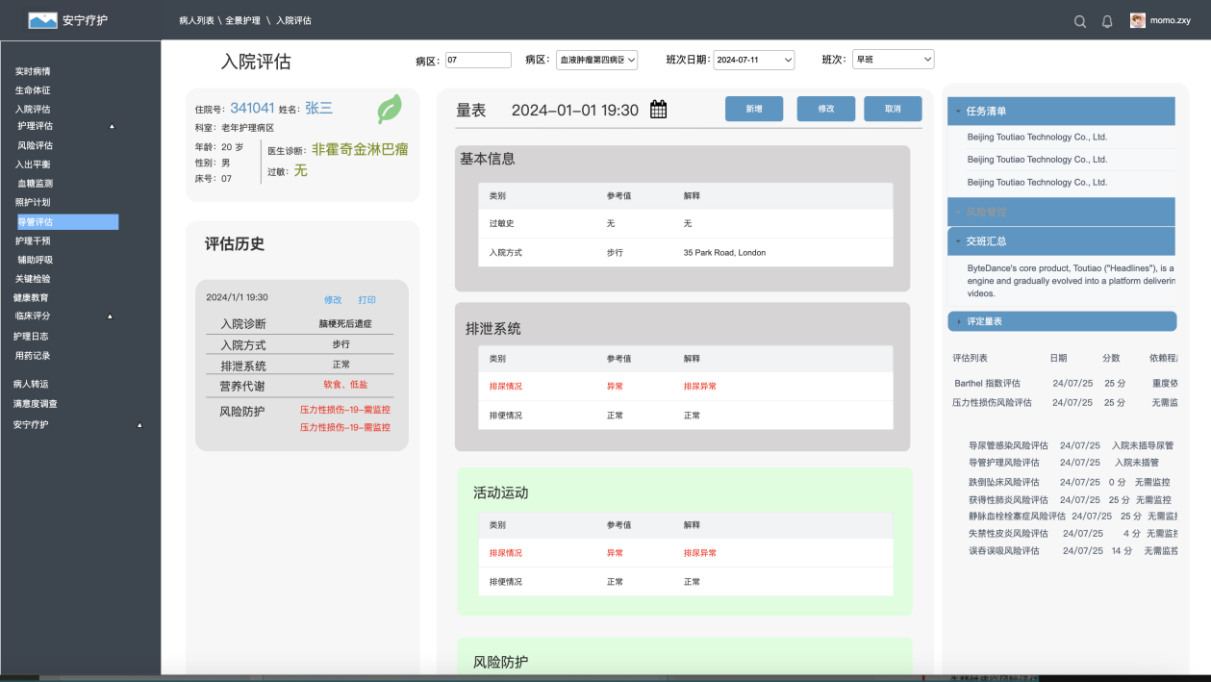 安宁疗护
病人列表 \ 全景护理 \ 入院评估
momo.zxy
实时病情
生命体征
入院评估
护理评估
风险评估
入出平衡
血糖监测
照护计划
导管评估
护理干预
辅助呼吸
关键检验
健康教育
临床评分
护理日志
用药记录
病人转运
满意度调查
安宁疗护
入院评估
病区: 07
病区: 血液肿瘤第四病区
班次日期: 2024-07-11
班次: 早班
住院号: 341041 姓名: 张三
科室: 老年护理病区
年龄: 20 岁
性别: 男
床号: 07
医生诊断: 非霍奇金淋巴瘤
过敏: 无
评估历史
2024/1/1 19:30 修改 打印
入院诊断 脑梗死后遗症
入院方式 步行
排泄系统 正常
营养代谢 软食、低盐
风险防护 压力性损伤-19-需监控
压力性损伤-19-需监控
量表 2024-01-01 19:30 新增 修改 取消
基本信息
类别 参考值 解释
过敏史 无 无
入院方式 步行 35 Park Road, London
排泄系统
类别 参考值 解释
排尿情况 异常 排尿异常
排便情况 正常 正常
活动运动
类别 参考值 解释
排尿情况 异常 排尿异常
排便情况 正常 正常
风险防护
任务清单
Beijing Toutiao Technology Co., Ltd.
Beijing Toutiao Technology Co., Ltd.
Beijing Toutiao Technology Co., Ltd.
风险管控
交班汇总
ByteDance's core product, Toutiao ("Headlines"), is a
engine and gradually evolved into a platform deliverin
videos.
评定量表
评估列表 日期 分数 依赖程
Barthel 指数评估 24/07/25 25 分 重度依
压力性损伤风险评估 24/07/25 25 分 无需监
导尿管感染风险评估 24/07/25 入院未插导尿管
导管护理风险评估 24/07/25 入院未插管
跌倒坠床风险评估 24/07/25 0 分 无需监控
获得性肺炎风险评估 24/07/25 25 分 无需监控
静脉血栓栓塞症风险评估 24/07/25 25 分 无需监
失禁性皮炎风险评估 24/07/25 4 分 无需监
误吞误吸风险评估 24/07/25 14 分 无需监控